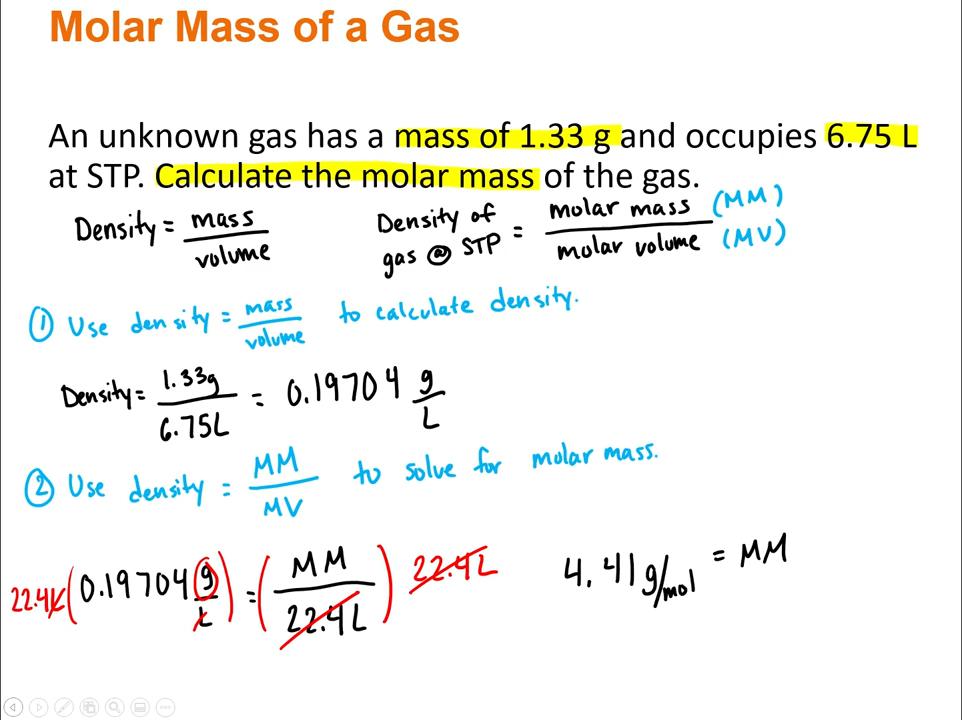 Molar Mass of a Gas
An unknown gas has a mass of 1.33 g and occupies 6.75 L
at STP. Calculate the molar mass of the gas.
Density = mass / volume
Density of gas @ STP = molar mass (MM) / molar volume (MV)
① Use density = mass / volume to calculate density.
Density = 1.33g / 6.75L = 0.19704 g / L
② Use density = MM / MV to solve for molar mass.
22.4L (0.19704 g / L) = (MM / 22.4L) 22.4L
4.41 g/mol = MM